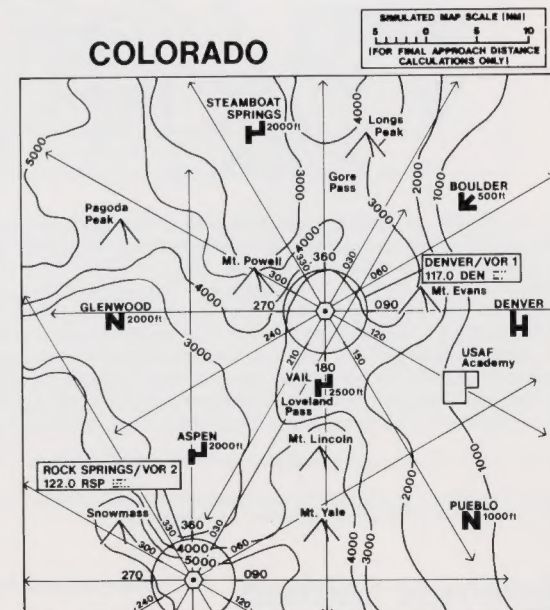 SIMULATED MAP SCALE (NM)
5 0 5 10
(FOR FINAL APPROACH DISTANCE
CALCULATIONS ONLY)
COLORADO
STEAMBOAT
SPRINGS
2000ft
4000
Longs
Peak
5000
3000
2000
1000
Gore
Pass
BOULDER
500ft
3000
Pagoda
Peak
4000
Mt. Powell
330
360
030
300
060
DENVER/VOR 1
117.0 DEN
Mt. Evans
4000
GLENWOOD
2000ft
270
090
DENVER
240
120
3000
210
150
USAF
Academy
180
VAIL
2500ft
Loveland
Pass
ASPEN
2000ft
Mt. Lincoln
1000
ROCK SPRINGS/VOR 2
122.0 RSP
2000
Snowmass
Mt. Yale
PUEBLO
1000ft
330
360
030
300
4000
5000
060
4000
3000
270
090
240
120